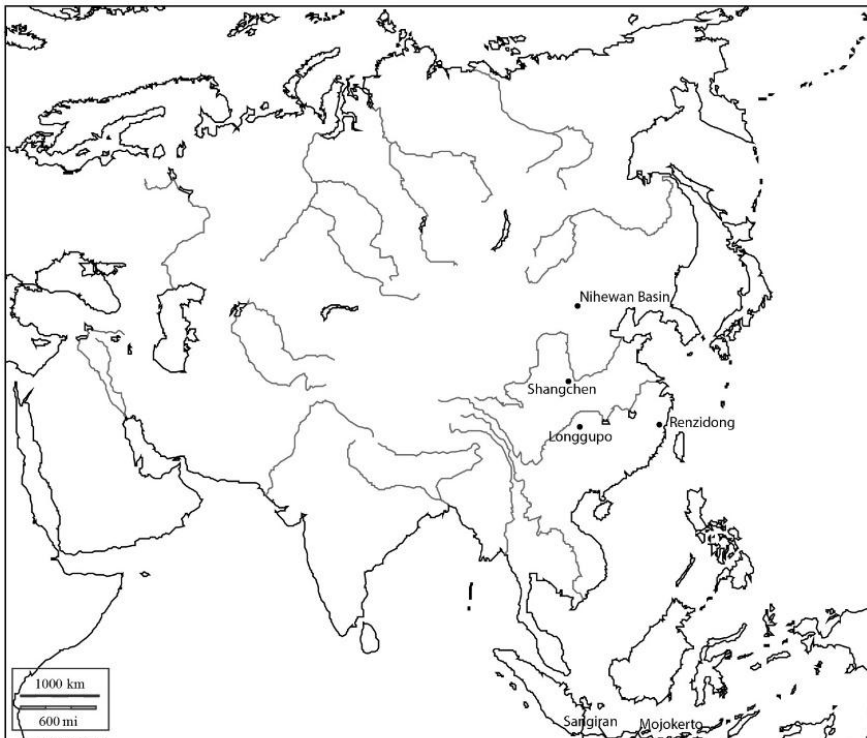 Nihewan Basin
Shangchen
Longgupo
Renzidong
1000 km
600 mi
Sangiran
Mojokerto